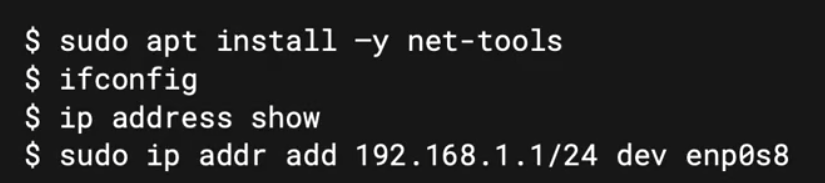 $ sudo apt install –y net-tools
$ ifconfig
$ ip address show
$ sudo ip addr add 192.168.1.1/24 dev enp0s8